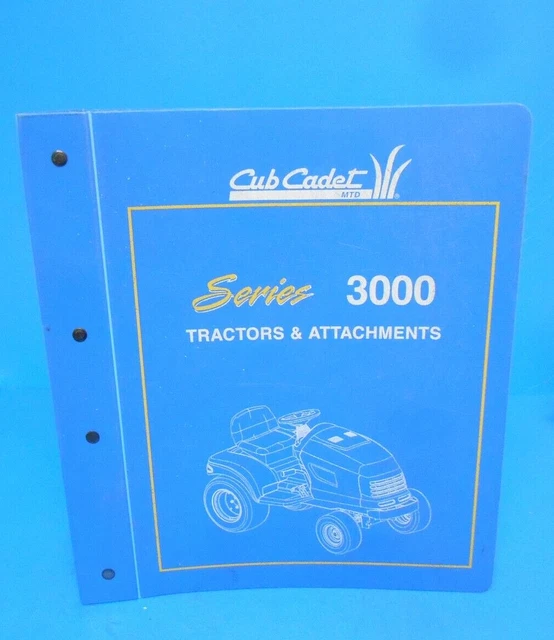 Cub Cadet
MTD
Series 3000
TRACTORS & ATTACHMENTS